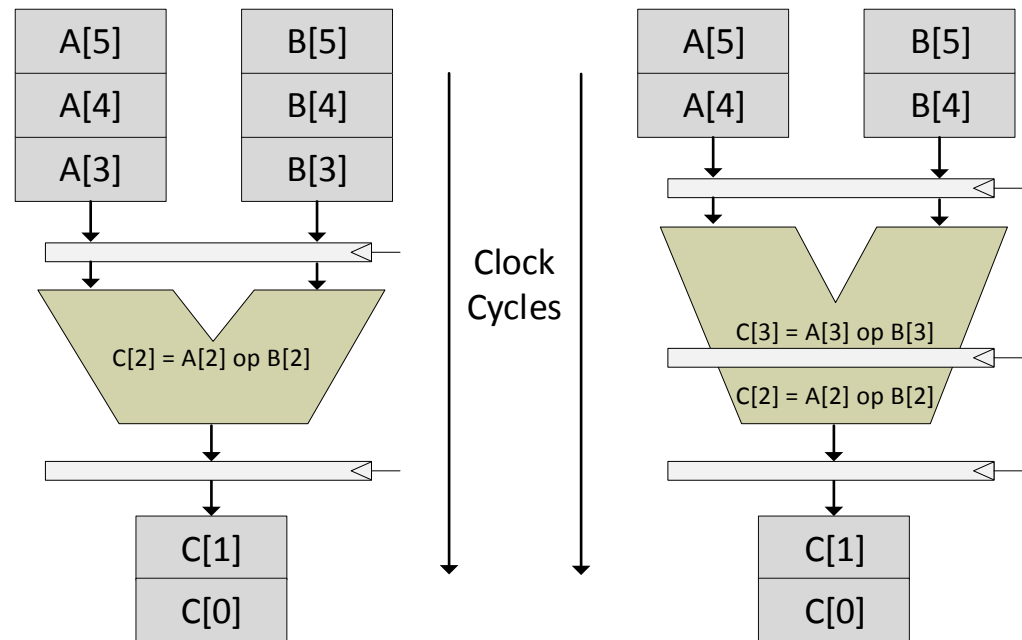 A[5]
A[4]
A[3]
B[5]
B[4]
B[3]
C[2] = A[2] op B[2]
C[1]
C[0]
Clock
Cycles
A[5]
A[4]
B[5]
B[4]
C[3] = A[3] op B[3]
C[2] = A[2] op B[2]
C[1]
C[0]